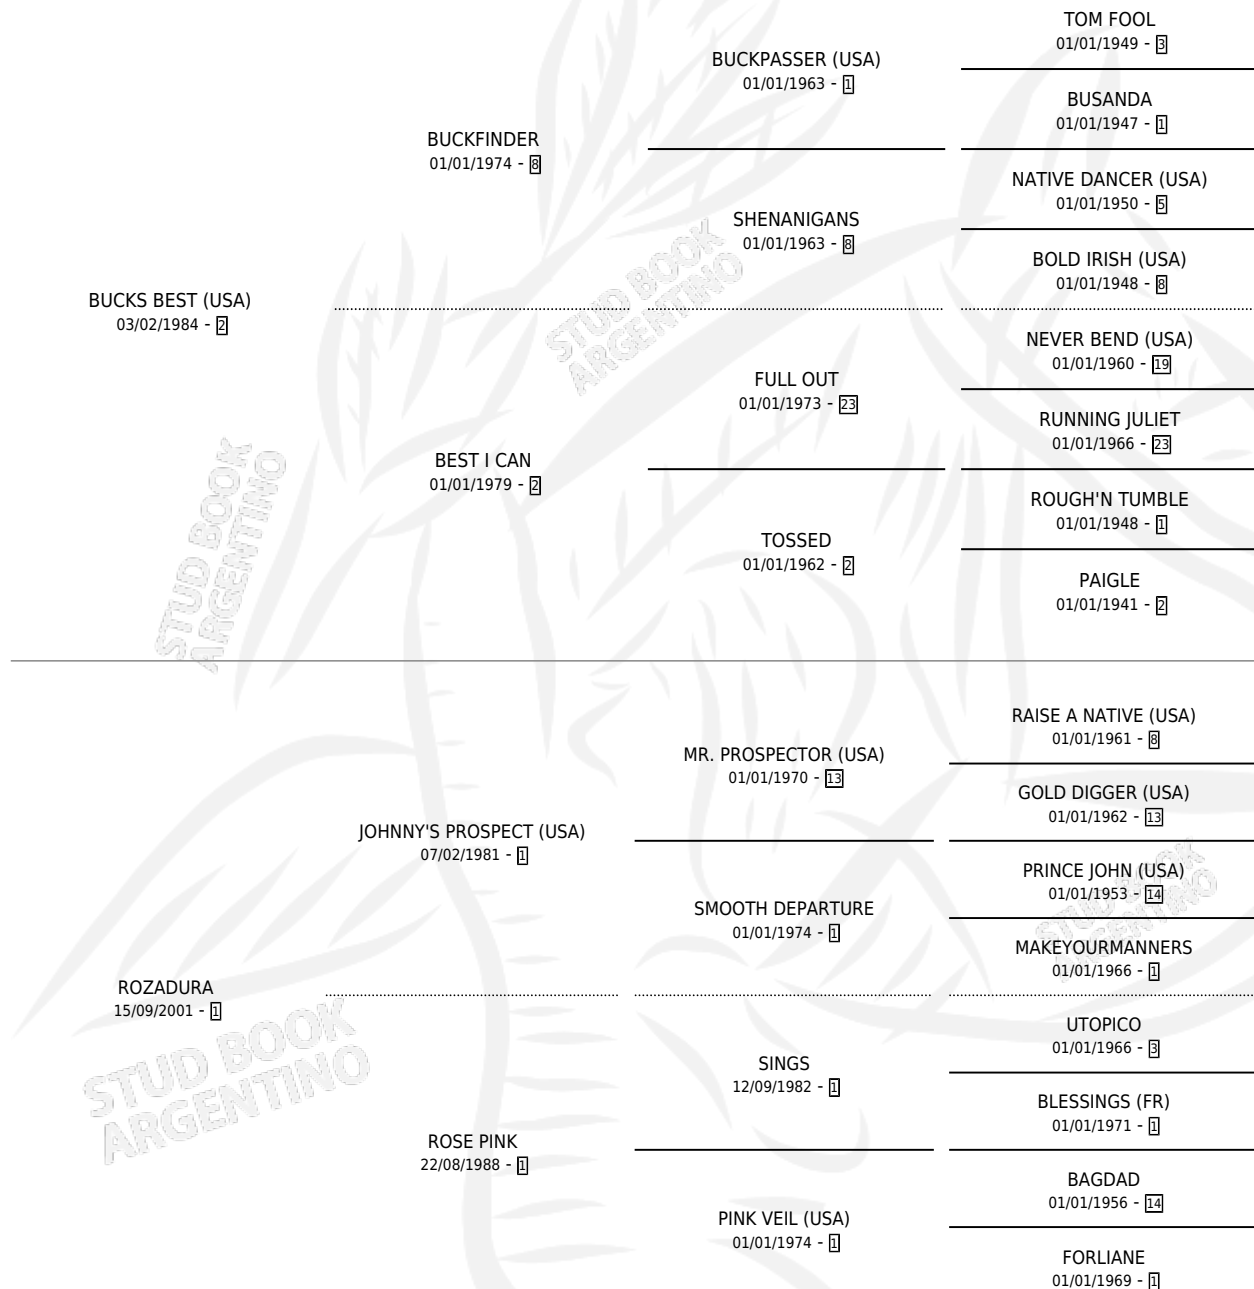 TOM FOOL
01/01/1949 - 3
BUCKPASSER (USA)
01/01/1963 - 1
BUSANDA
01/01/1947 - 1
BUCKFINDER
01/01/1974 - 8
NATIVE DANCER (USA)
01/01/1950 - 5
SHENANIGANS
01/01/1963 - 8
BOLD IRISH (USA)
01/01/1948 - 8
BUCKS BEST (USA)
03/02/1984 - 2
STUD BOOK
ARGENTINO
NEVER BEND (USA)
01/01/1960 - 19
FULL OUT
01/01/1973 - 23
RUNNING JULIET
01/01/1966 - 23
BEST I CAN
01/01/1979 - 2
ROUGH'N TUMBLE
01/01/1948 - 1
TOSSED
01/01/1962 - 2
PAIGLE
01/01/1941 - 2
STUD BOOK
ARGENTINO
RAISE A NATIVE (USA)
01/01/1961 - 8
MR. PROSPECTOR (USA)
01/01/1970 - 13
GOLD DIGGER (USA)
01/01/1962 - 13
JOHNNY'S PROSPECT (USA)
07/02/1981 - 1
PRINCE JOHN (USA)
01/01/1953 - 14
SMOOTH DEPARTURE
01/01/1974 - 1
MAKEYOURMANNERS
01/01/1966 - 1
STUD BOOK
ARGENTINO
ROZADURA
15/09/2001 - 1
UTOPICO
01/01/1966 - 3
SINGS
12/09/1982 - 1
BLESSINGS (FR)
01/01/1971 - 1
STUD BOOK
ARGENTINO
ROSE PINK
22/08/1988 - 1
BAGDAD
01/01/1956 - 14
PINK VEIL (USA)
01/01/1974 - 1
FORLIANE
01/01/1969 - 1